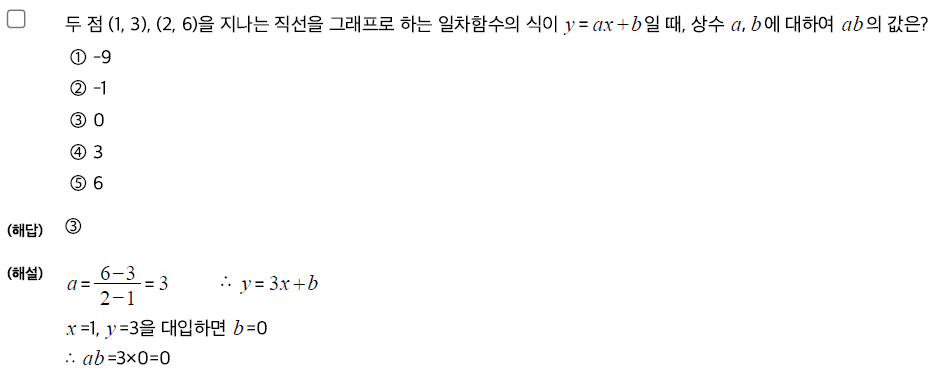 두 점 (1, 3), (2, 6)을 지나는 직선을 그래프로 하는 일차함수의 식이 y = ax + b일 때, 상수 a, b에 대하여 ab의 값은?
① -9
② -1
③ 0
④ 3
⑤ 6
(해답) ③
(해설) a = \frac{6-3}{2-1} = 3 ∴ y = 3x + b
x =1, y =3을 대입하면 b =0
∴ ab =3×0=0